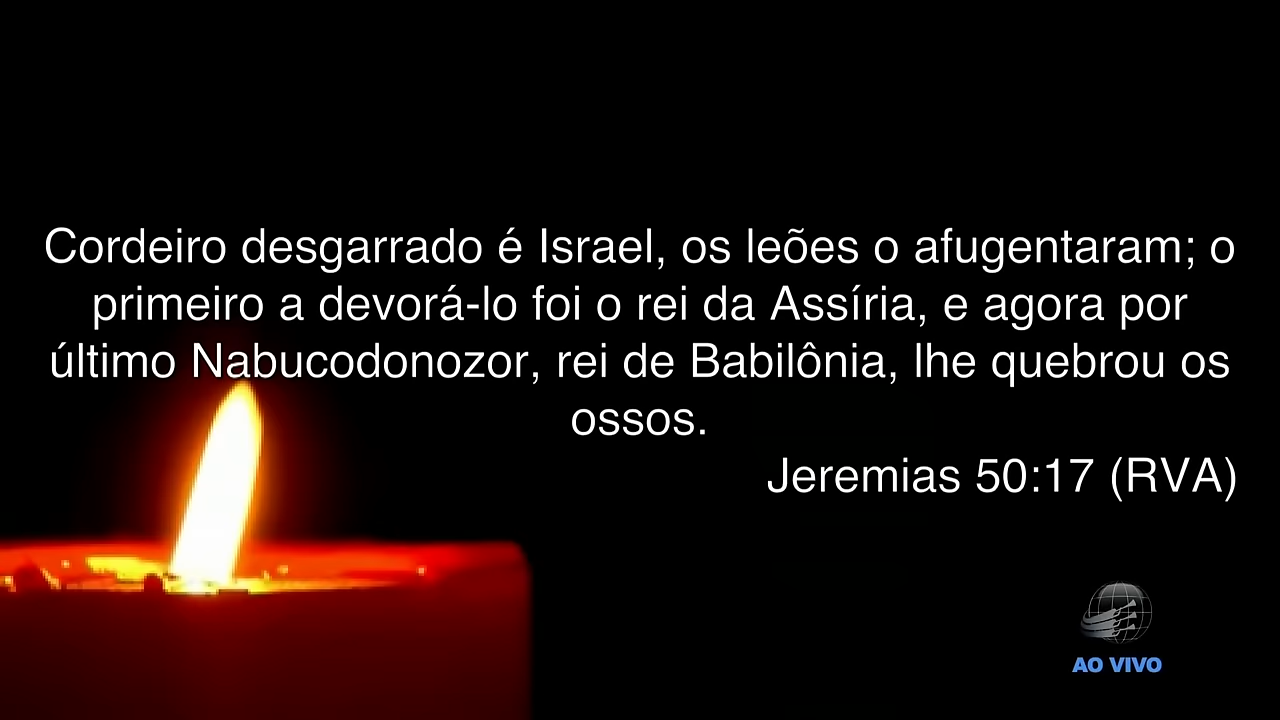 Cordeiro desgarrado é Israel, os leões o afugentaram; o
primeiro a devorá-lo foi o rei da Assíria, e agora por
último Nabucodonozor, rei de Babilônia, lhe quebrou os
ossos.
Jeremias 50:17 (RVA)
AO VIVO